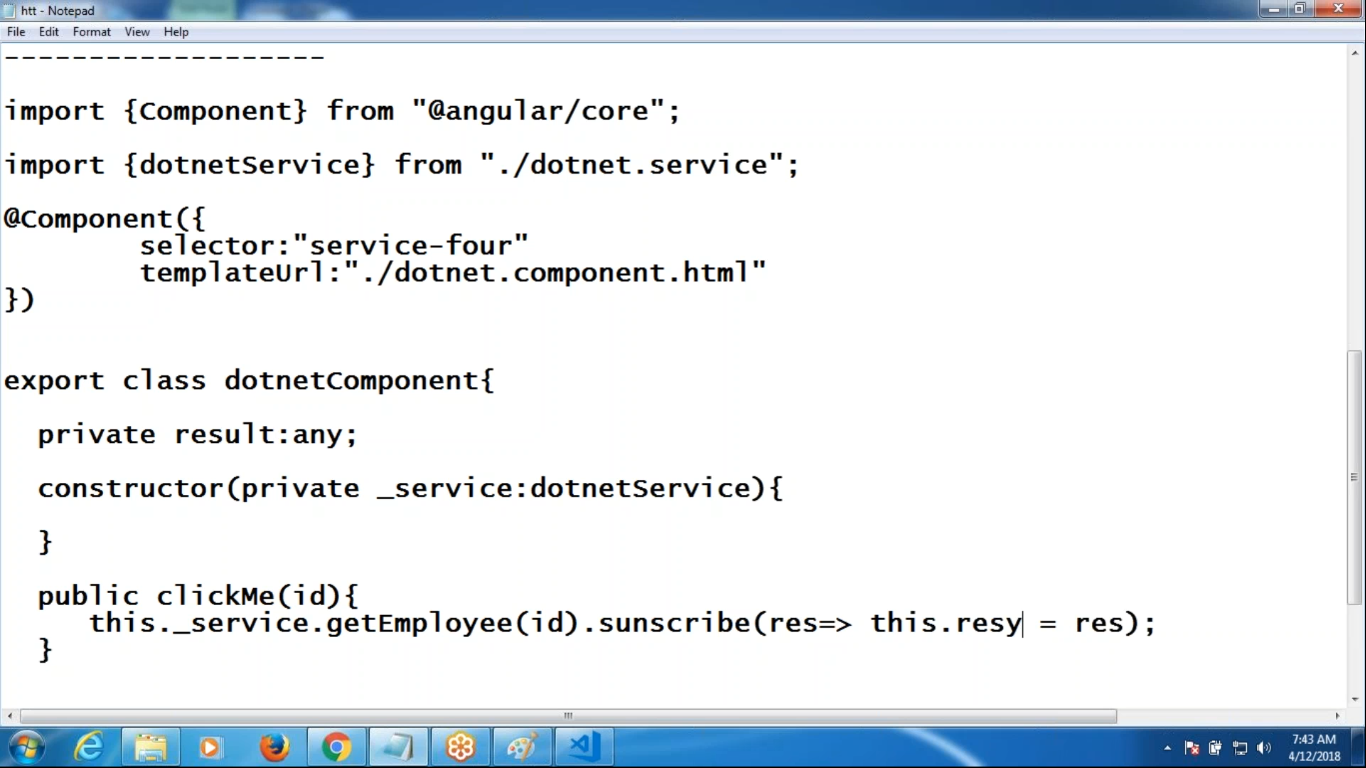 htt - Notepad
File Edit Format View Help
-------------------
import {Component} from "@angular/core";
import {dotnetService} from "./dotnet.service";
@Component({
selector:"service-four"
templateUrl:"./dotnet.component.html"
})
export class dotnetComponent{
private result:any;
constructor(private _service:dotnetService){
}
public clickMe(id){
this._service.getEmployee(id).sunscribe(res=> this.resy = res);
}
7:43 AM
4/12/2018